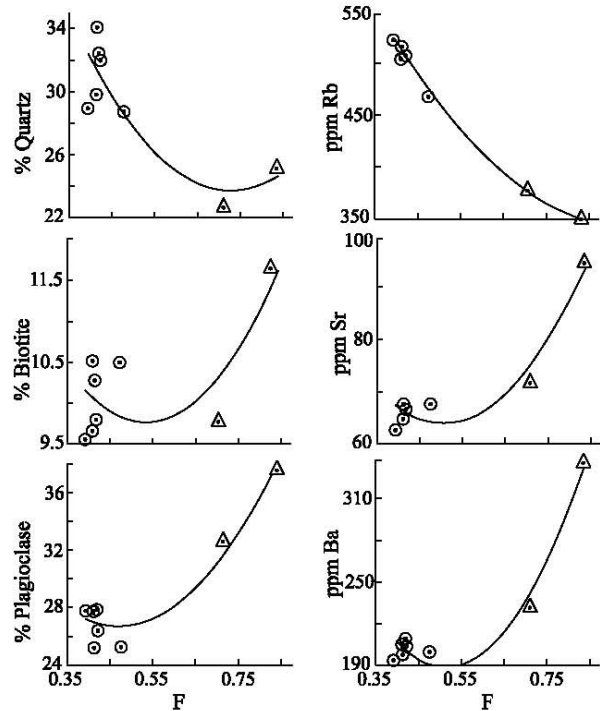 % Quartz
34
30
26
22
ppm Rb
550
450
350
% Biotite
11.5
10.5
9.5
ppm Sr
100
80
60
% Plagioclase
36
32
28
24
0.35 0.55 0.75
F
ppm Ba
310
250
190
0.35 0.55 0.75
F